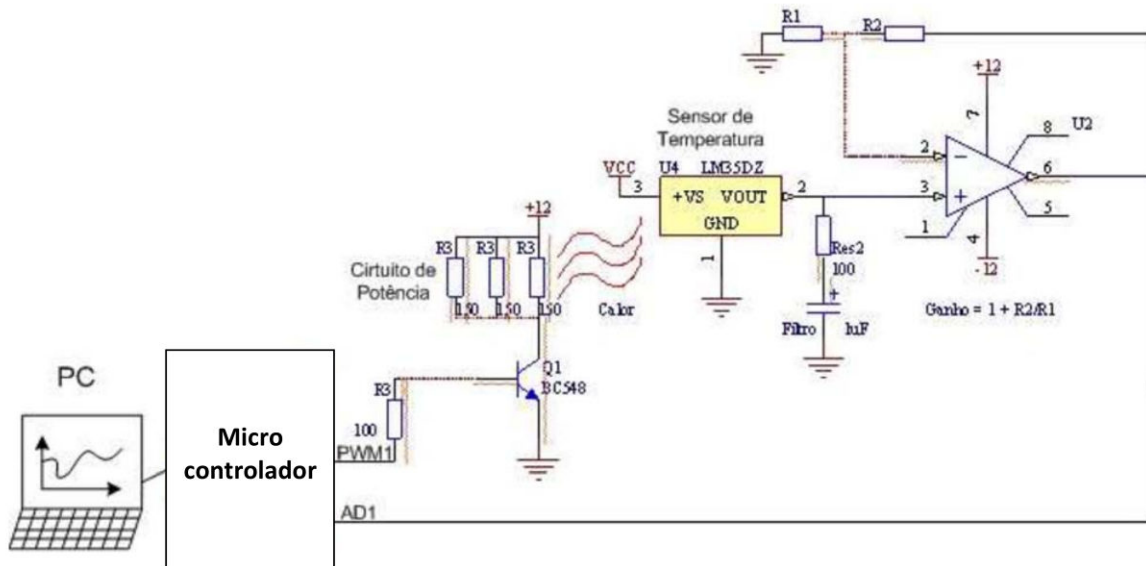 R1
R2
+12
7
8
U2
Sensor de
Temperatura
2
6
VCC
3
U4
LM35DZ
2
3
+VS
VOUT
GND
1
5
+12
1
4
-12
R3
R3
R3
Res2
100
Cirtuito de
Potência
150
150
150
Calor
+
Filtro
1uF
Ganho = 1 + R2/R1
PC
Q1
BC548
R3
100
Micro
controlador
PWM1
AD1